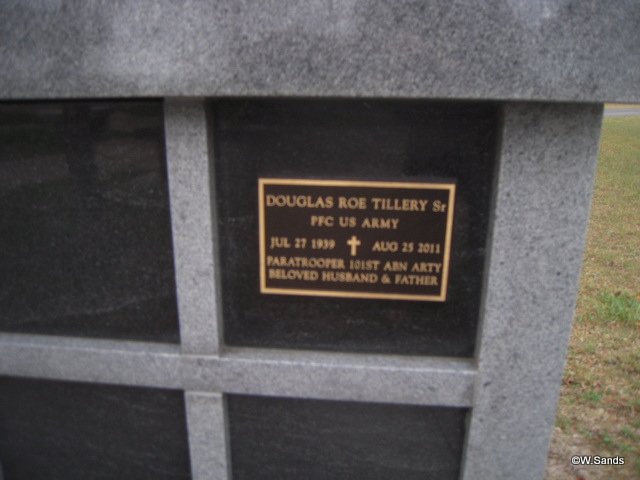 DOUGLAS ROE TILLERY Sr
PFC US ARMY
JUL 27 1939 ✝ AUG 25 2011
PARATROOPER 101ST ABN ARTY
BELOVED HUSBAND & FATHER
©W.Sands